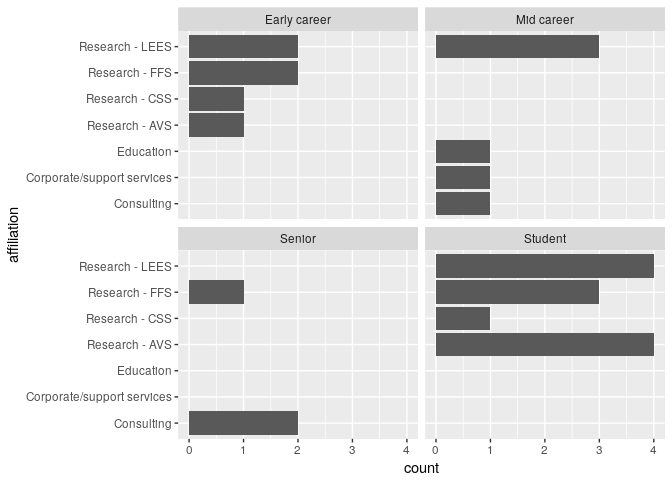 Early career
Mid career
Research - LEES
Research - FFS
Research - CSS
Research - AVS
Education
Corporate/support services
Consulting
affiliation
Senior
Student
Research - LEES
Research - FFS
Research - CSS
Research - AVS
Education
Corporate/support services
Consulting
0 1 2 3 4 0 1 2 3 4
count